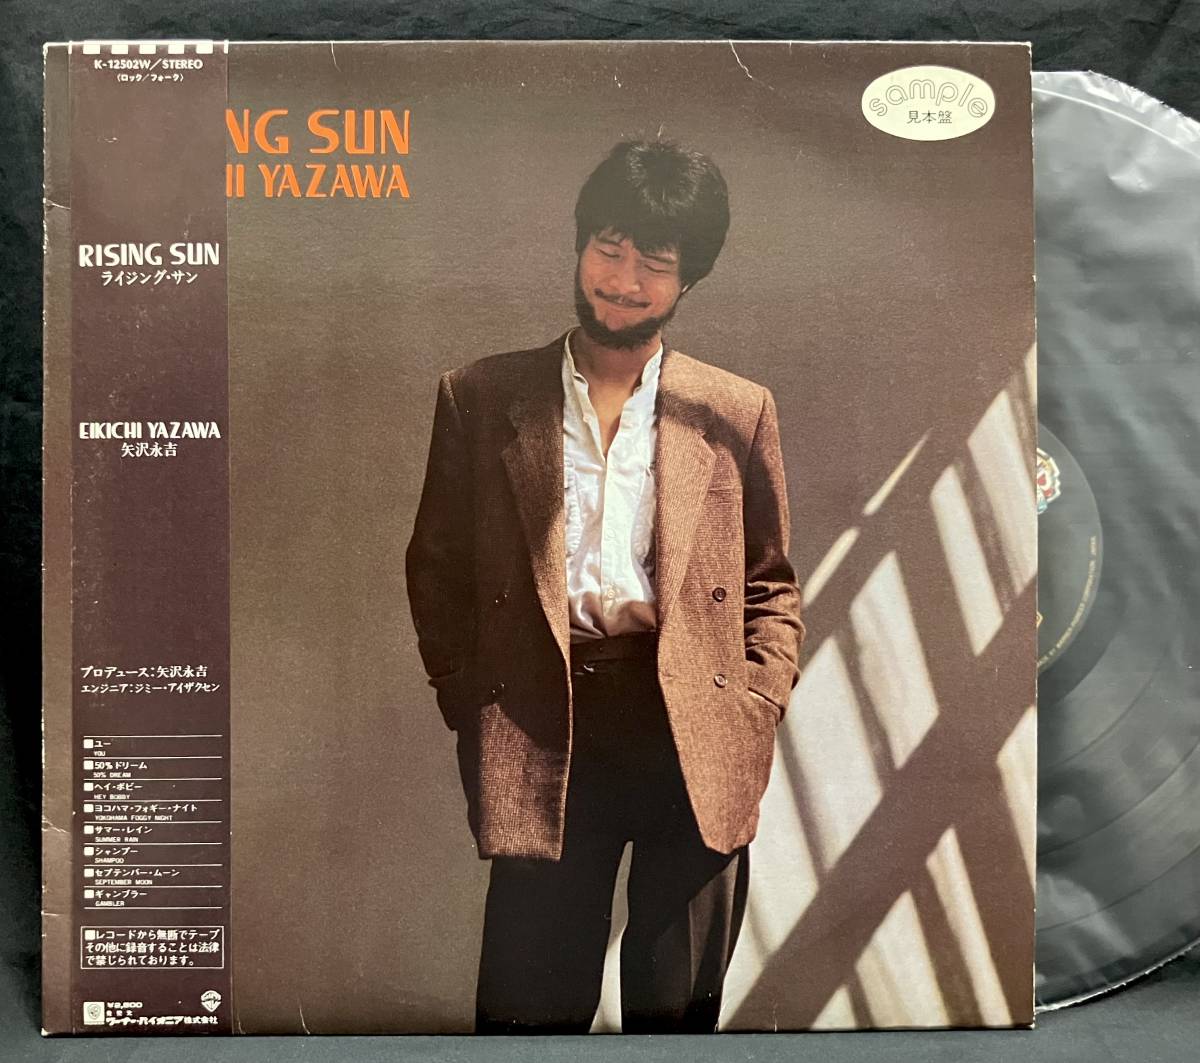 K-12502W/STEREO
(ロック/フォーク)
NG SUN
II YAZAWA
sample
見本盤
RISING SUN
ライジング・サン
EIKICHI YAZAWA
矢沢永吉
プロデュース:矢沢永吉
エンジニア:ジミー・アイザクセン
ユー
YOU
50%ドリーム
50% DREAM
ヘイ・ボビー
HEY BOBBY
ヨコハマ・フォギー・ナイト
YOKOHAMA FOGGY NIGHT
サマー・レイン
SUMMER RAIN
シャンプー
SHAMPOO
セプテンバー・ムーン
SEPTEMBER MOON
ギャンブラー
GAMBLER
レコードから無断でテープ
その他に録音することは法律
で禁じられております。
¥2,800
発売元
ワーナー・パイオニア株式会社